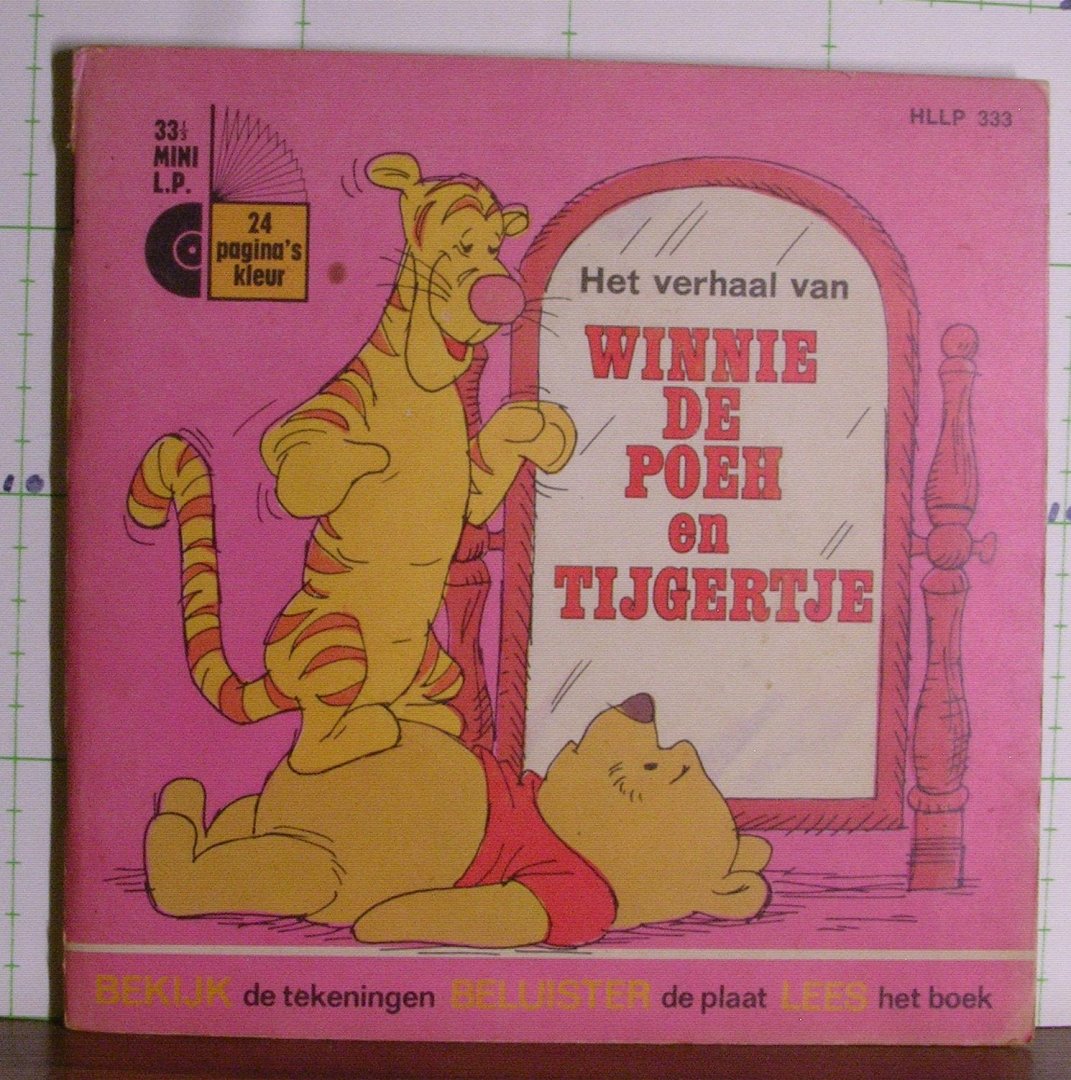 HLLP 333
33⅓
MINI
L.P.
24
pagina's
kleur
Het verhaal van
WINNIE
DE
POEH
en
TIJGERTJE
BEKIJK de tekeningen BELUISTER de plaat LEES het boek
10